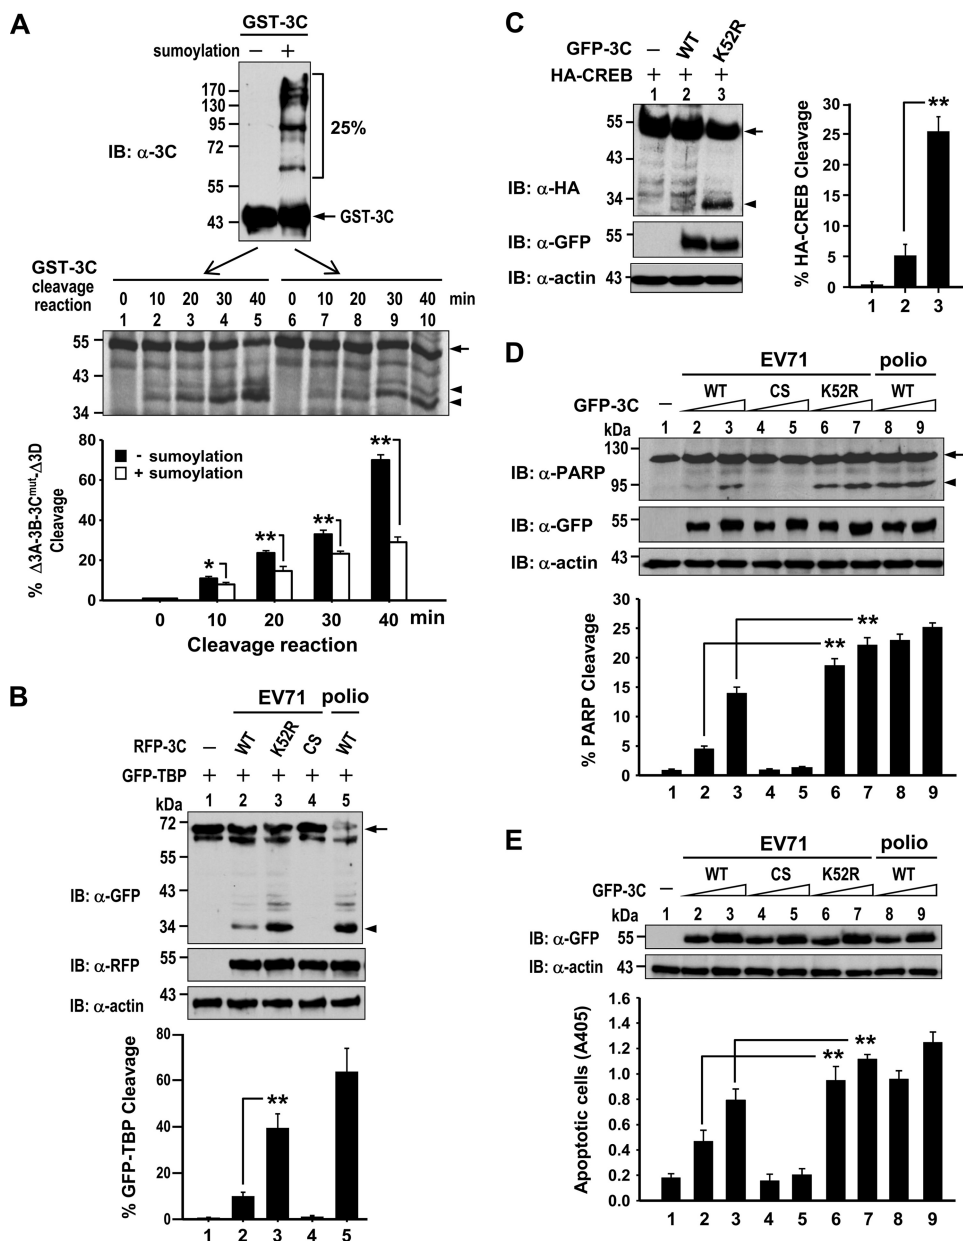 A
GST-3C
sumoylation − +
170
130
95
72
55
43
25%
IB: α-3C
GST-3C
GST-3C
cleavage
reaction
0 10 20 30 40 0 10 20 30 40 min
1 2 3 4 5 6 7 8 9 10
55
43
34
% Δ3A-3B-3Cmut-Δ3D
Cleavage
80
60
40
20
0
- sumoylation
+ sumoylation
* ** ** **
0 10 20 30 40 min
Cleavage reaction
B
EV71 polio
RFP-3C − WT K52R CS WT
GFP-TBP + + + + +
kDa 1 2 3 4 5
72
55
43
34
IB: α-GFP
55
IB: α-RFP
43
IB: α-actin
% GFP-TBP Cleavage
80
60
40
20
0
**
1 2 3 4 5
C
GFP-3C − WT K52R
HA-CREB + + +
1 2 3
55
43
34
IB: α-HA
55
IB: α-GFP
IB: α-actin 43
% HA-CREB Cleavage
30
25
20
15
10
5
0
**
1 2 3
D
EV71 polio
WT CS K52R WT
GFP-3C −
1 2 3 4 5 6 7 8 9
kDa
130
IB: α-PARP
95
IB: α-GFP 55
43
IB: α-actin
% PARP Cleavage
30
25
20
15
10
5
0
** **
1 2 3 4 5 6 7 8 9
E
EV71 polio
WT CS K52R WT
GFP-3C −
1 2 3 4 5 6 7 8 9
kDa
IB: α-GFP 55
IB: α-actin 43
Apoptotic cells (A405)
1.6
1.4
1.2
1.0
0.8
0.6
0.4
0.2
0.0
** **
1 2 3 4 5 6 7 8 9